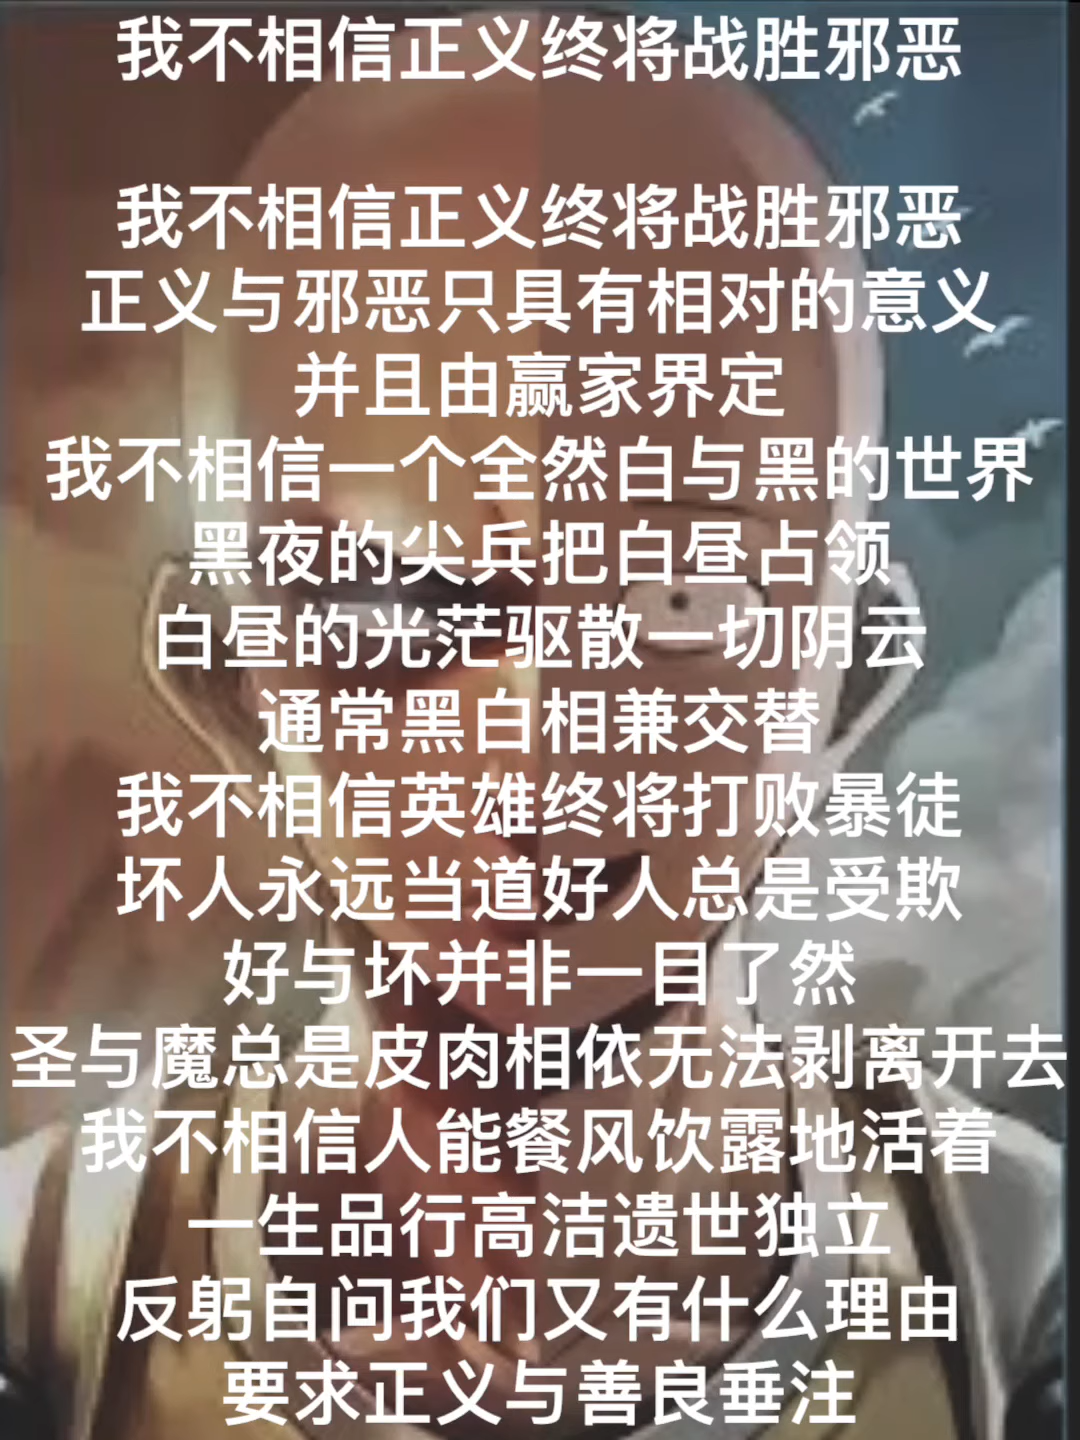 我不相信正义终将战胜邪恶
我不相信正义终将战胜邪恶
正义与邪恶只具有相对的意义
并且由赢家界定
我不相信一个全然白与黑的世界
黑夜的尖兵把白昼占领
白昼的光茫驱散一切阴云
通常黑白相兼交替
我不相信英雄终将打败暴徒
坏人永远当道好人总是受欺
好与坏并非一目了然
圣与魔总是皮肉相依无法剥离开去
我不相信人能餐风饮露地活着
一生品行高洁遗世独立
反躬自问我们又有什么理由
要求正义与善良垂注